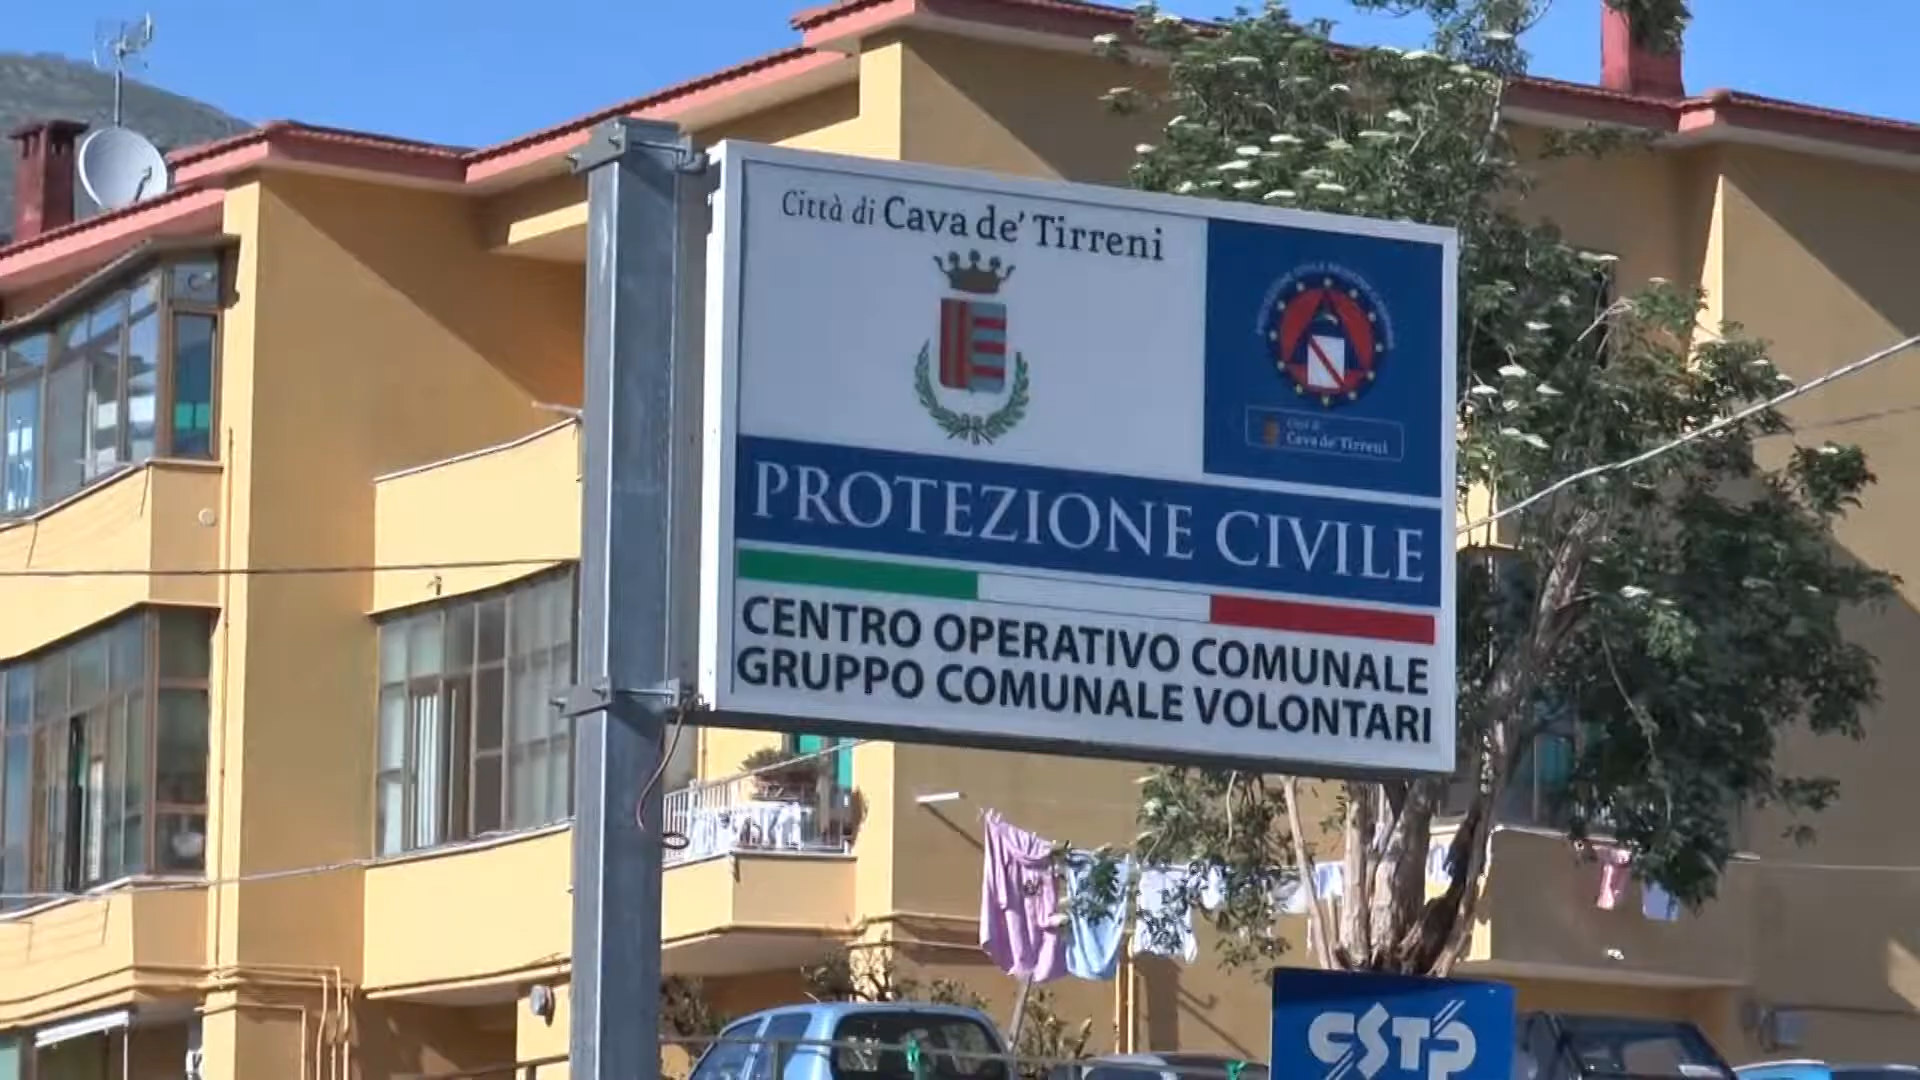 Città di Cava de' Tirreni
Città di
Cava de' Tirreni
PROTEZIONE CIVILE
CENTRO OPERATIVO COMUNALE
GRUPPO COMUNALE VOLONTARI
CSTP